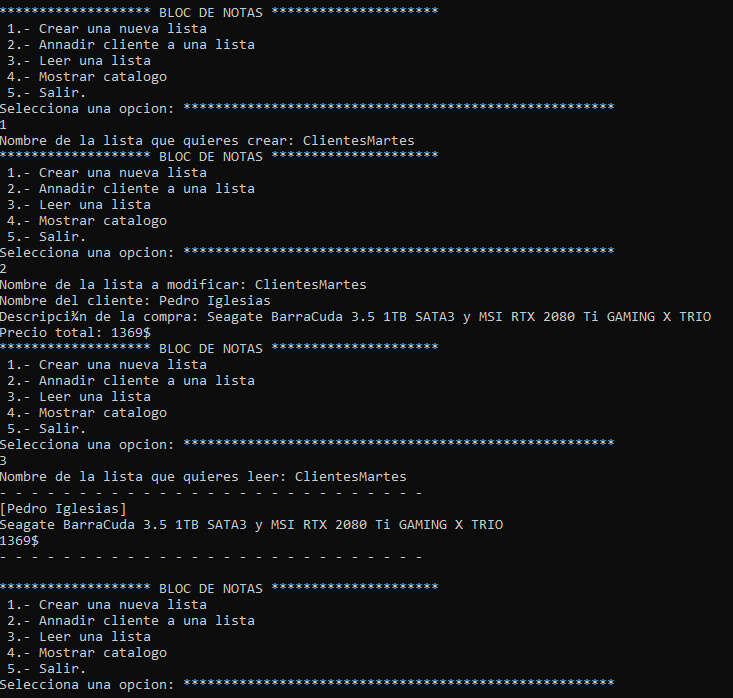 ******************* BLOC DE NOTAS *********************
1.- Crear una nueva lista
2.- Annadir cliente a una lista
3.- Leer una lista
4.- Mostrar catalogo
5.- Salir.
Selecciona una opcion: ******************************************************
1
Nombre de la lista que quieres crear: ClientesMartes
******************* BLOC DE NOTAS *********************
1.- Crear una nueva lista
2.- Annadir cliente a una lista
3.- Leer una lista
4.- Mostrar catalogo
5.- Salir.
Selecciona una opcion: ******************************************************
2
Nombre de la lista a modificar: ClientesMartes
Nombre del cliente: Pedro Iglesias
Descripci¾n de la compra: Seagate BarraCuda 3.5 1TB SATA3 y MSI RTX 2080 Ti GAMING X TRIO
Precio total: 1369$
******************* BLOC DE NOTAS *********************
1.- Crear una nueva lista
2.- Annadir cliente a una lista
3.- Leer una lista
4.- Mostrar catalogo
5.- Salir.
Selecciona una opcion: ******************************************************
3
Nombre de la lista que quieres leer: ClientesMartes
- - - - - - - - - - - - - - - - - - - - - - - - - - -
[Pedro Iglesias]
Seagate BarraCuda 3.5 1TB SATA3 y MSI RTX 2080 Ti GAMING X TRIO
1369$
- - - - - - - - - - - - - - - - - - - - - - - - - - -
******************* BLOC DE NOTAS *********************
1.- Crear una nueva lista
2.- Annadir cliente a una lista
3.- Leer una lista
4.- Mostrar catalogo
5.- Salir.
Selecciona una opcion: ******************************************************